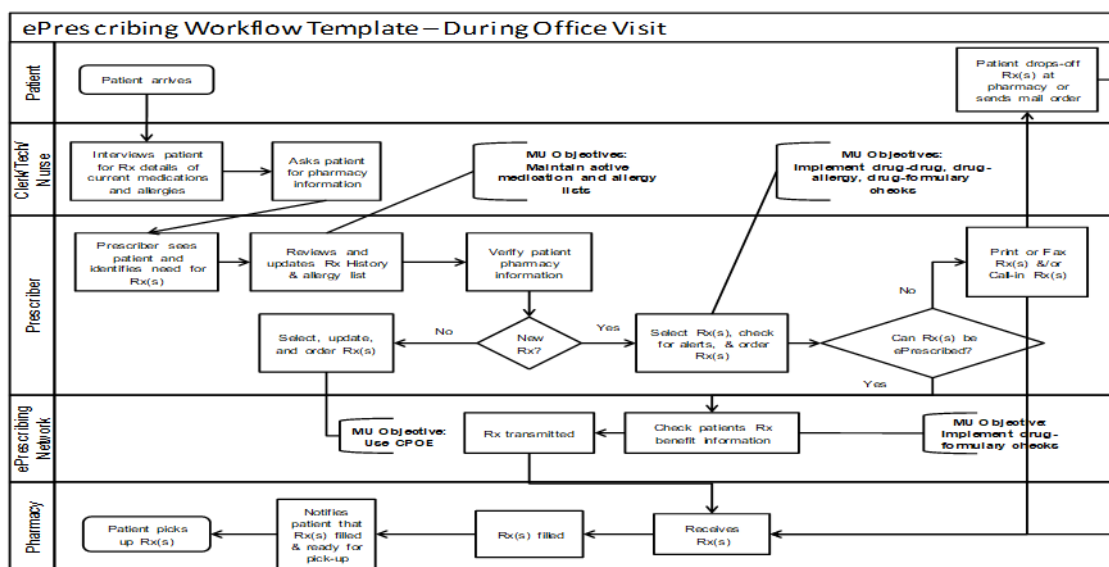 ePrescribing Workflow Template – During Office Visit
Patient
Patient arrives
Patient drops-off
Rx(s) at
pharmacy or
sends mail order
Clerk/Tech/
Nurse
Interviews patient
for Rx details of
current medications
and allergies
Asks patient
for pharmacy
information
MU Objectives:
Maintain active
medication and allergy
lists
MU Objectives:
Implement drug-drug, drug-
allergy, drug-formulary
checks
Prescriber
Prescriber sees
patient and
identifies need for
Rx(s)
Reviews and
updates Rx History
& allergy list
Verify patient
pharmacy
information
Print or Fax
Rx(s) &/or
Call-in Rx(s)
No
Select, update,
and order Rx(s)
No
New
Rx?
Yes
Select Rx(s), check
for alerts, & order
Rx(s)
Can Rx(s) be
ePrescribed?
Yes
ePrescribing
Network
MU Objective:
Use CPOE
Rx transmitted
Check patients Rx
benefit information
MU Objective:
Implement drug-
formulary checks
Pharmacy
Patient picks
up Rx(s)
Notifies
patient that
Rx(s) filled
& ready for
pick-up
Rx(s) filled
Receives
Rx(s)